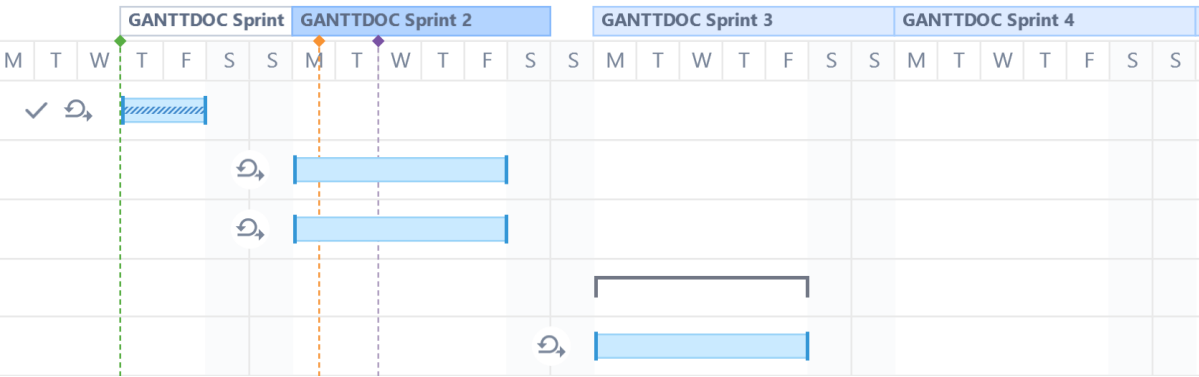 GANTTDOC Sprint GANTTDOC Sprint 2 GANTTDOC Sprint 3 GANTTDOC Sprint 4
M T W T F S S M T W T F S S M T W T F S S M T W T F S S